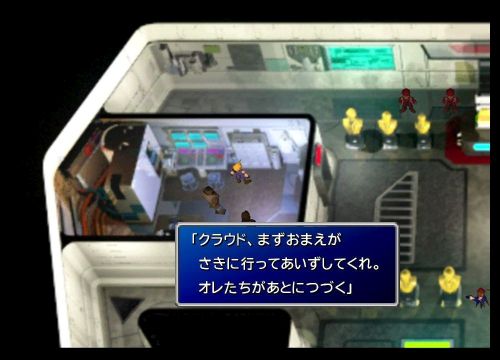 「クラウド、まずおまえが
さきに行ってあいずしてくれ。
オレたちがあとにつづく」